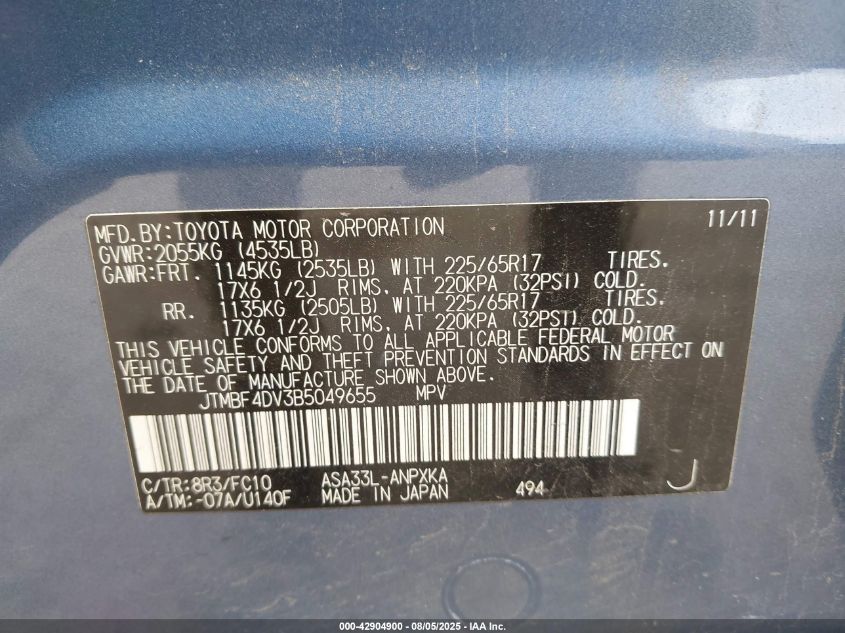 MFD.BY:TOYOTA MOTOR CORPORATION 11/11
GVWR:2055KG (4535LB)
GAWR:FRT. 1145KG (2535LB) WITH 225/65R17 TIRES.
17X6 1/2J RIMS, AT 220KPA (32PSI) COLD.
RR. 1135KG (2505LB) WITH 225/65R17 TIRES.
17X6 1/2J RIMS, AT 220KPA (32PSI) COLD.
THIS VEHICLE CONFORMS TO ALL APPLICABLE FEDERAL MOTOR
VEHICLE SAFETY AND THEFT PREVENTION STANDARDS IN EFFECT ON
THE DATE OF MANUFACTURE SHOWN ABOVE.
JTMBF4DV3B5049655 MPV
C/TR:8R3/FC10 ASA33L-ANPXKA
A/TM:-07A/U140F MADE IN JAPAN 494 J
000-42904900 - 08/05/2025 - IAA Inc.